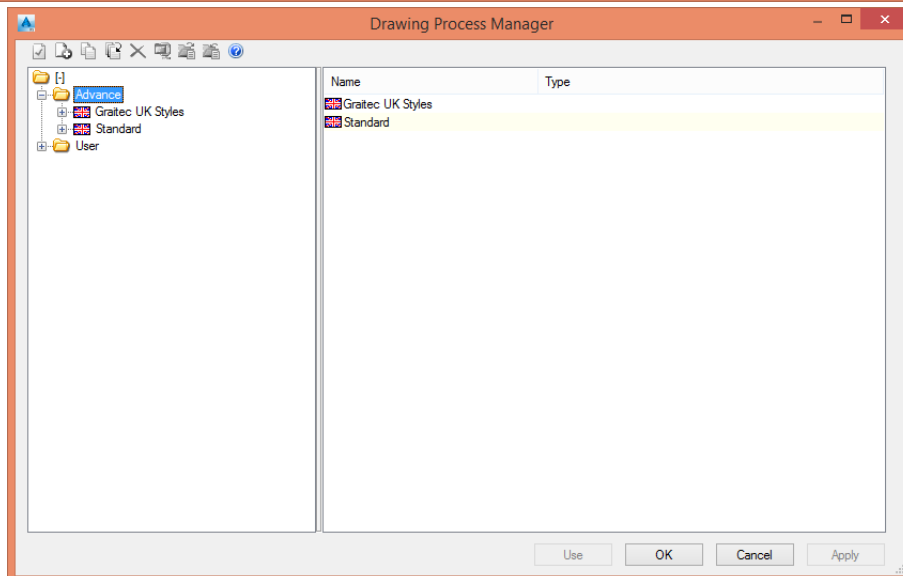 Drawing Process Manager
[-]
Advance
Graitec UK Styles
Standard
User
Name Type
Graitec UK Styles
Standard
Use OK Cancel Apply